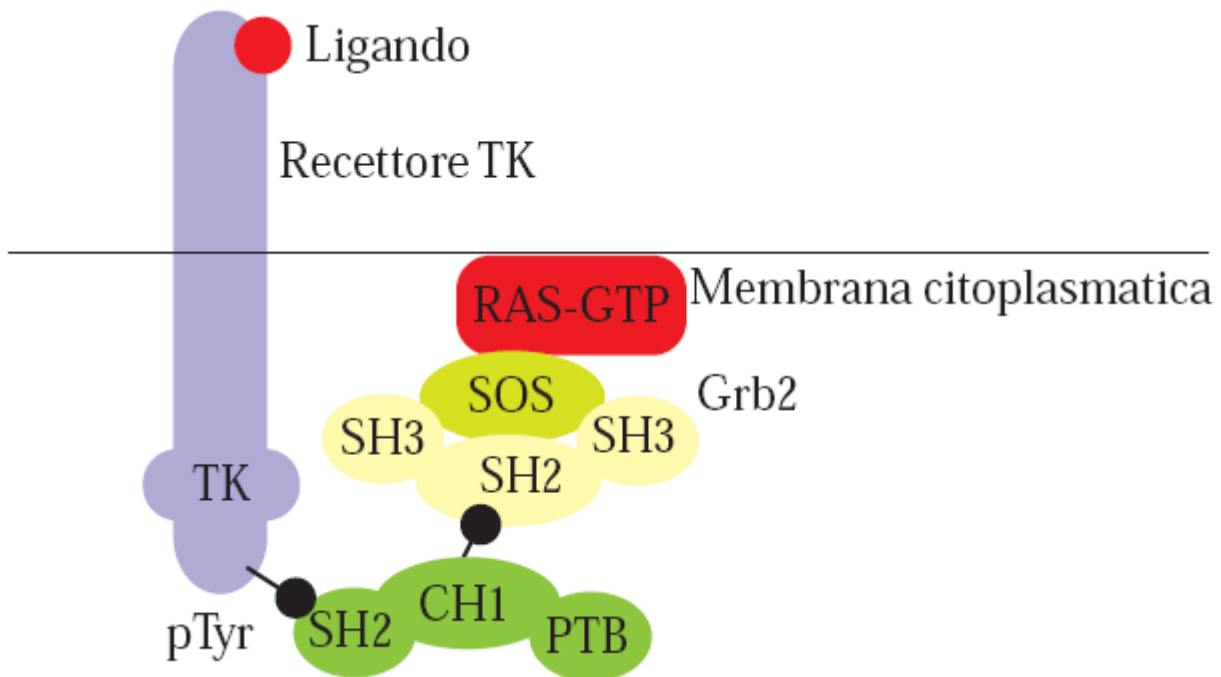 Ligando
Recettore TK
RAS-GTP
Membrana citoplasmatica
SOS
Grb2
SH3
SH3
SH2
TK
CH1
pTyr
SH2
PTB